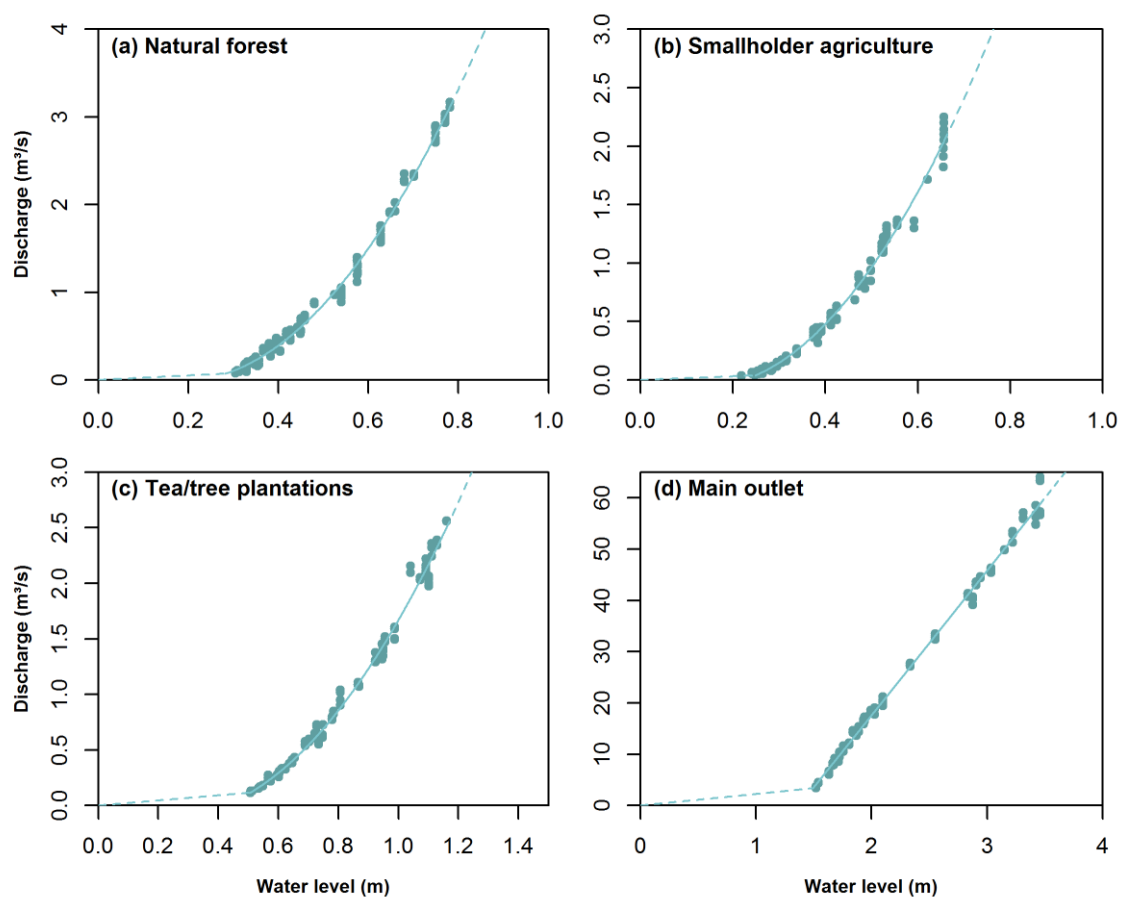 (a) Natural forest
Discharge (m³/s)
0
1
2
3
4
0.0 0.2 0.4 0.6 0.8 1.0
(b) Smallholder agriculture
0.0
0.5
1.0
1.5
2.0
2.5
3.0
0.0 0.2 0.4 0.6 0.8 1.0
(c) Tea/tree plantations
Discharge (m³/s)
0.0
0.5
1.0
1.5
2.0
2.5
3.0
0.0 0.2 0.4 0.6 0.8 1.0 1.2 1.4
Water level (m)
(d) Main outlet
0
10
20
30
40
50
60
0 1 2 3 4
Water level (m)